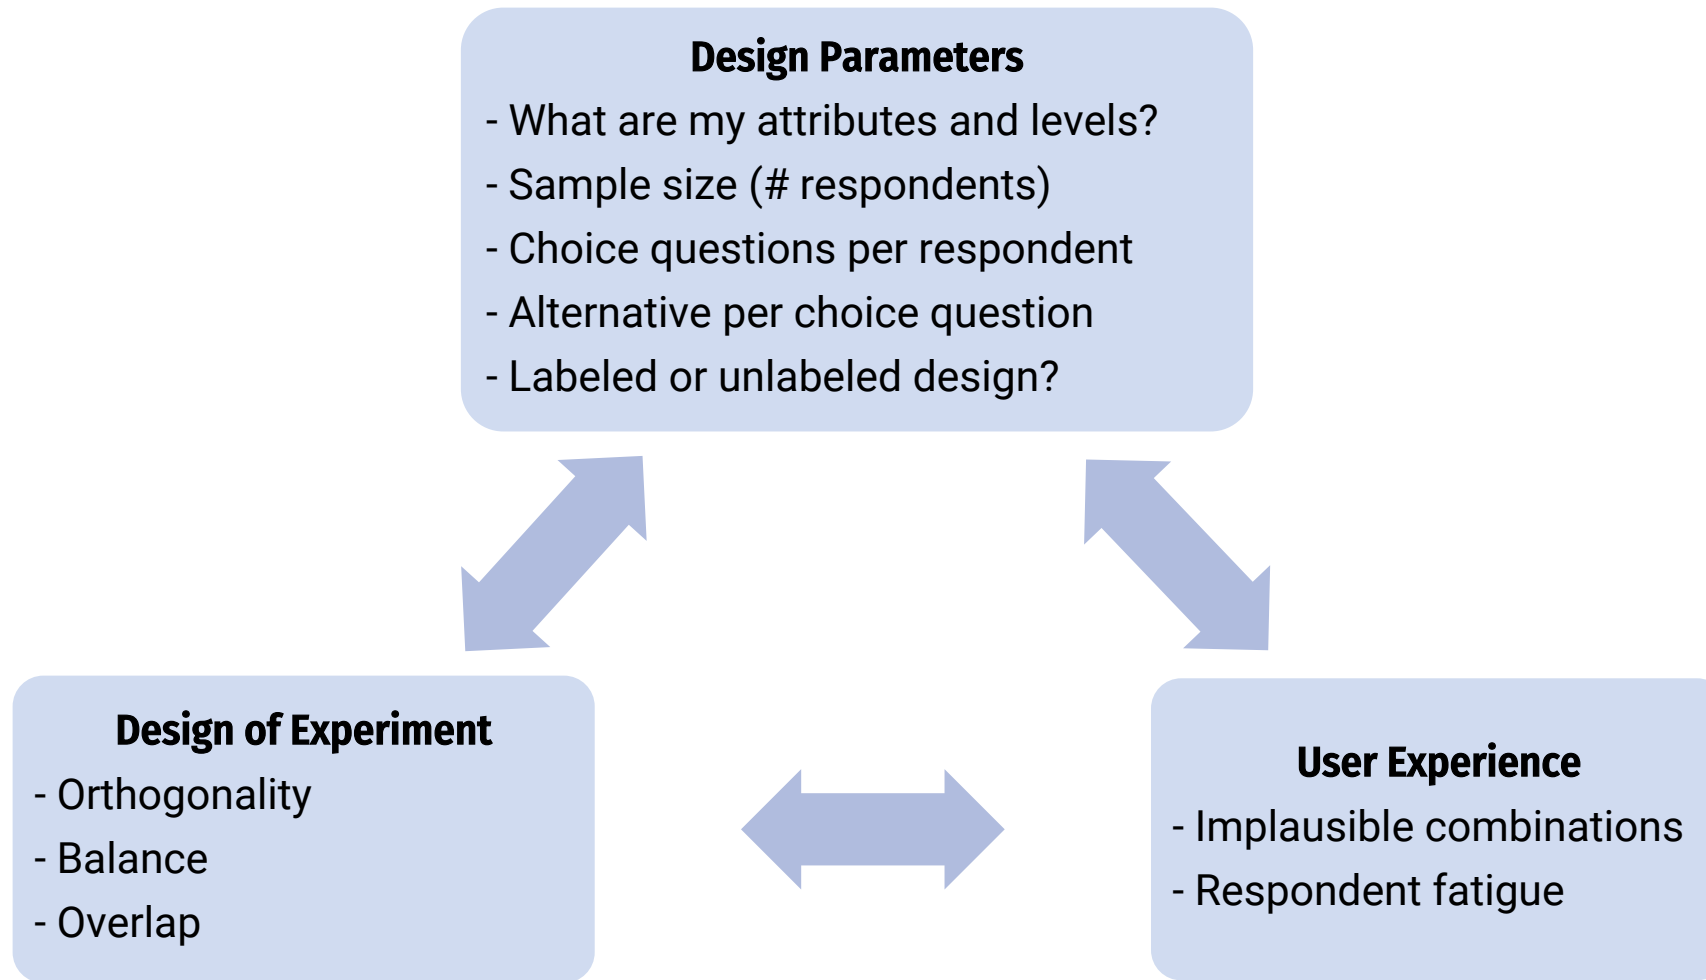 Design Parameters
- What are my attributes and levels?
- Sample size (# respondents)
- Choice questions per respondent
- Alternative per choice question
- Labeled or unlabeled design?
Design of Experiment
- Orthogonality
- Balance
- Overlap
User Experience
- Implausible combinations
- Respondent fatigue